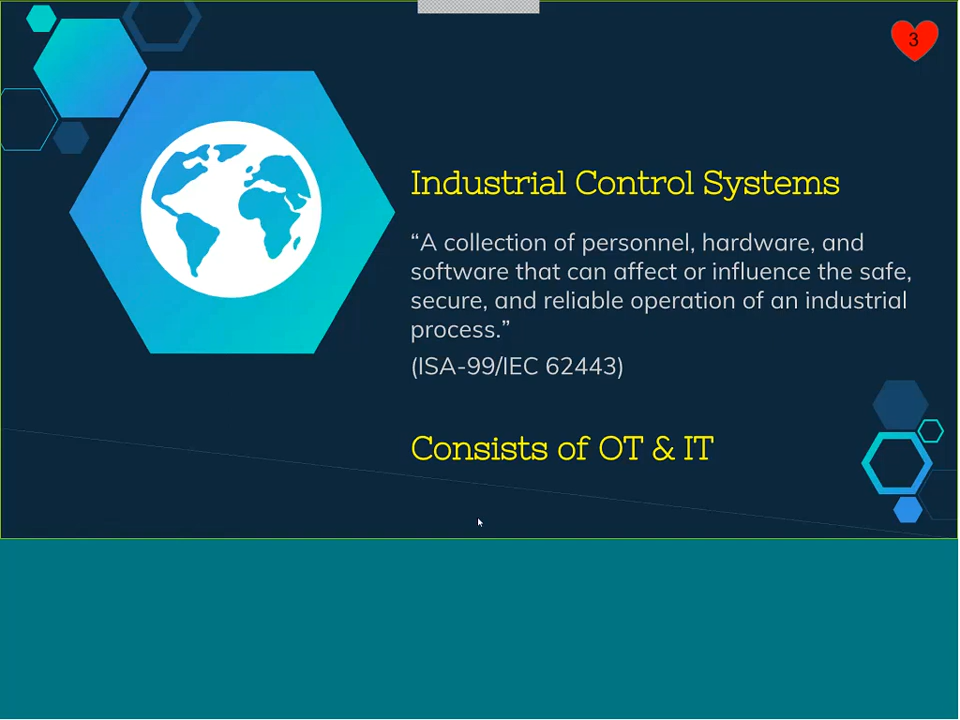 3
Industrial Control Systems
“A collection of personnel, hardware, and
software that can affect or influence the safe,
secure, and reliable operation of an industrial
process.”
(ISA-99/IEC 62443)
Consists of OT & IT